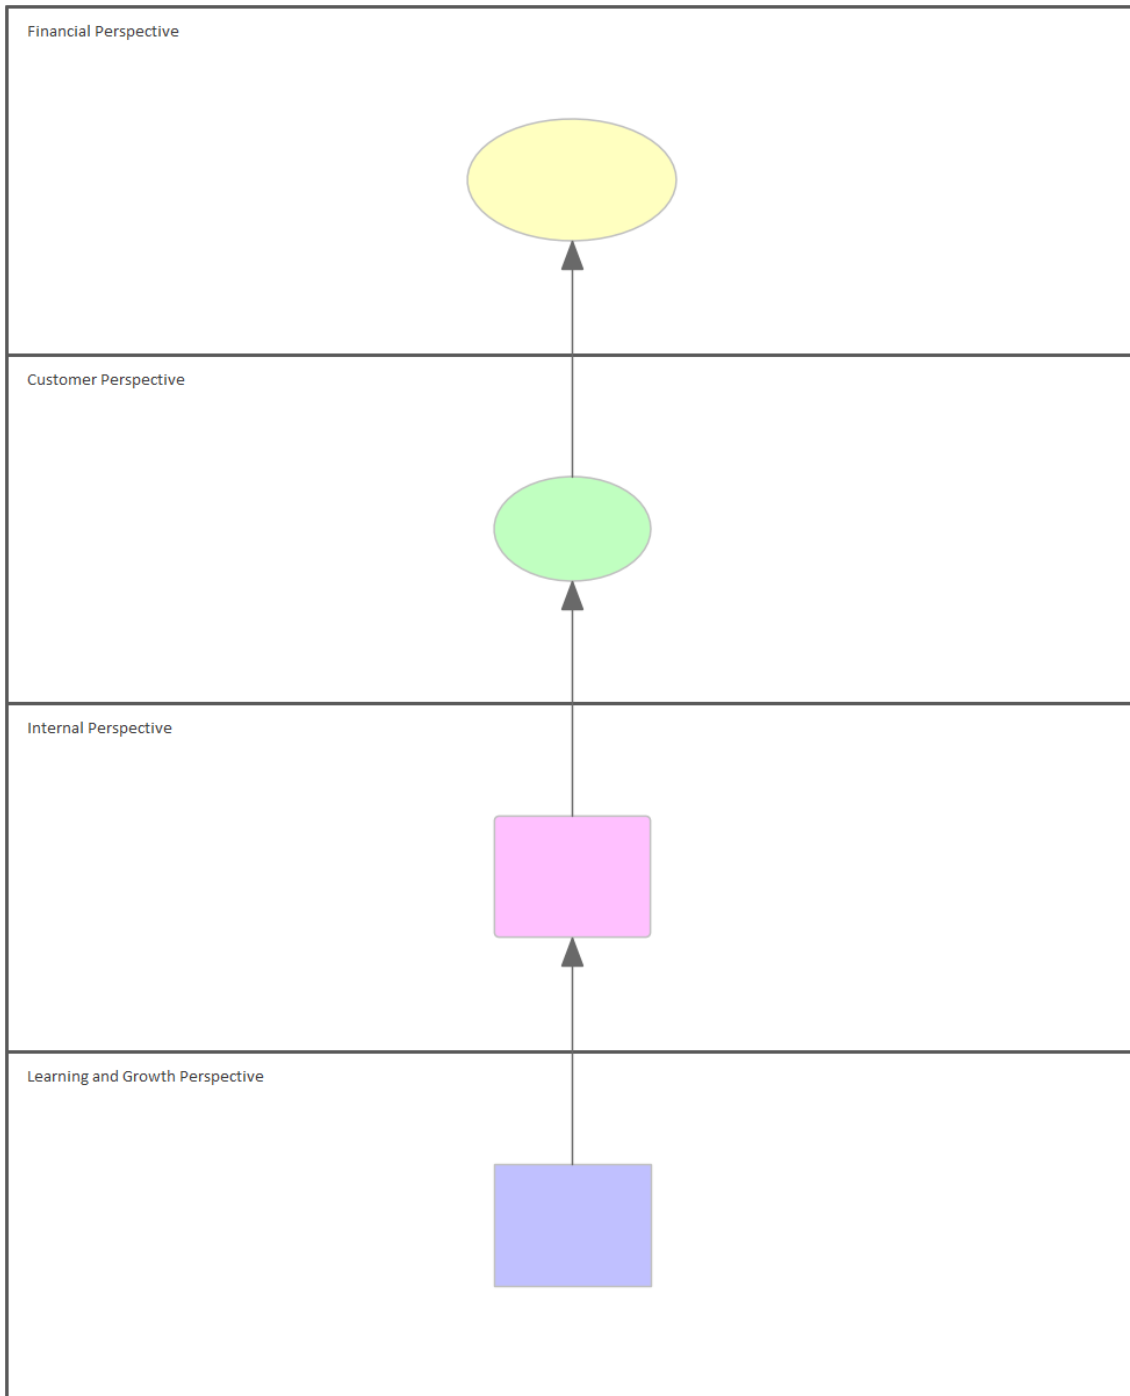 Financial Perspective
Customer Perspective
Internal Perspective
Learning and Growth Perspective